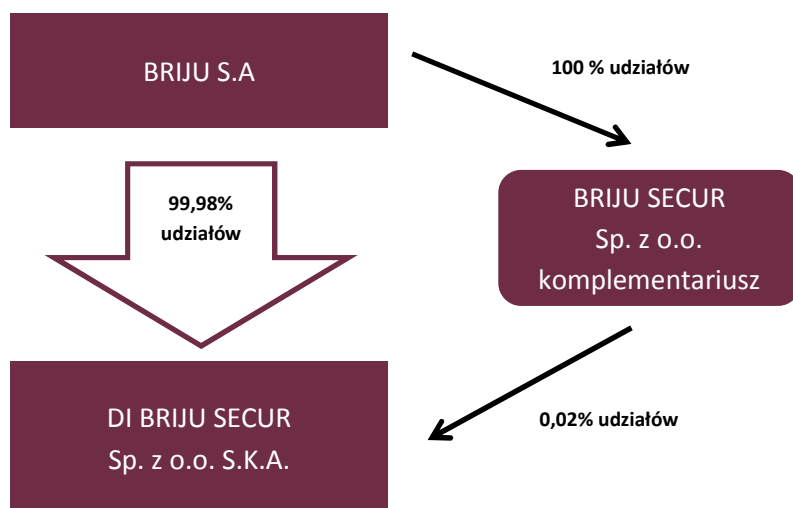 BRIJU S.A
100 % udziałów
99,98%
udziałów
BRIJU SECUR
Sp. z o.o.
komplementariusz
DI BRIJU SECUR
Sp. z o.o. S.K.A.
0,02% udziałów